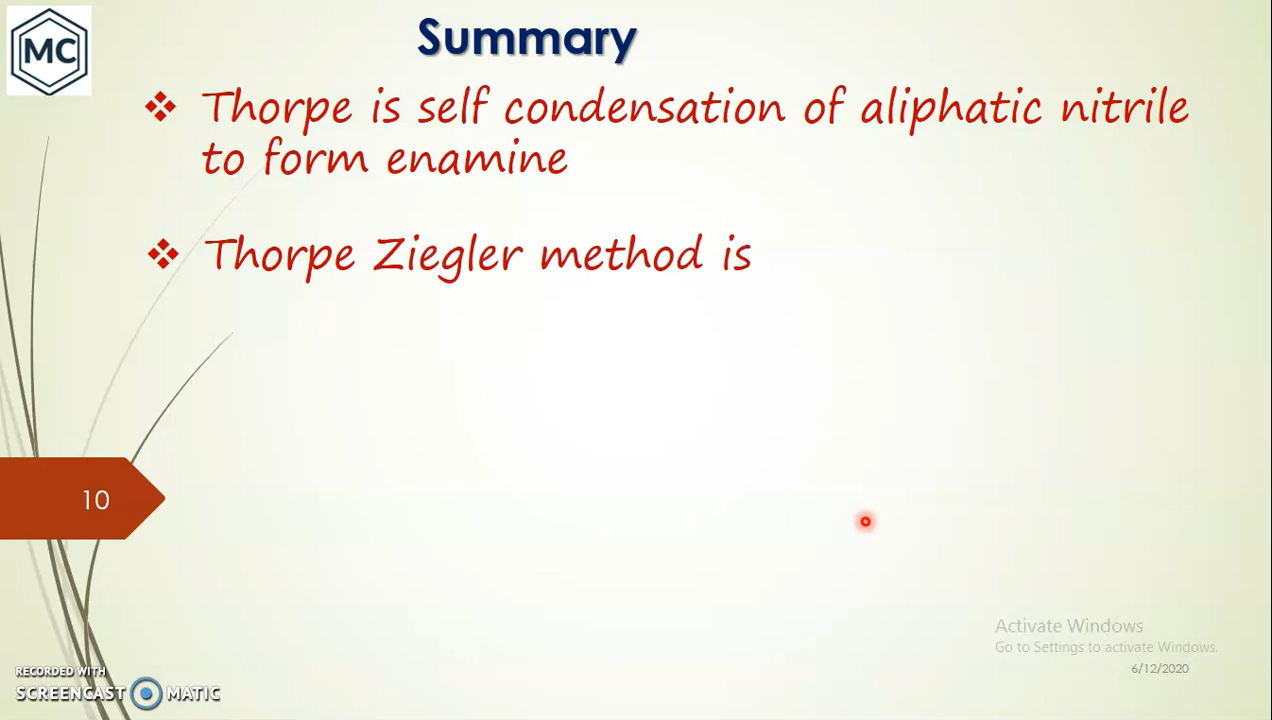 MC
Summary
❖ Thorpe is self condensation of aliphatic nitrile
to form enamine
❖ Thorpe Ziegler method is
10
Activate Windows
Go to Settings to activate Windows.
6/12/2020
RECORDED WITH
SCREENCAST MATIC